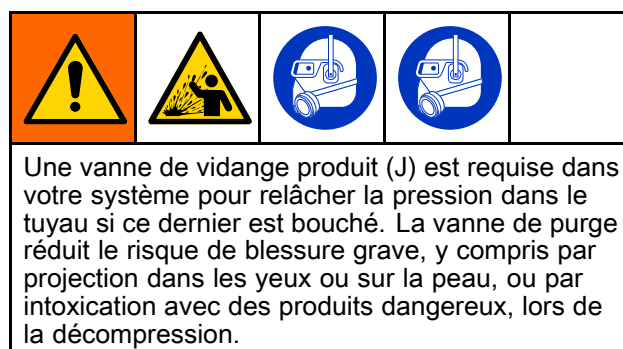 Une vanne de vidange produit (J) est requise dans
votre système pour relâcher la pression dans le
tuyau si ce dernier est bouché. La vanne de purge
réduit le risque de blessure grave, y compris par
projection dans les yeux ou sur la peau, ou par
intoxication avec des produits dangereux, lors de
la décompression.